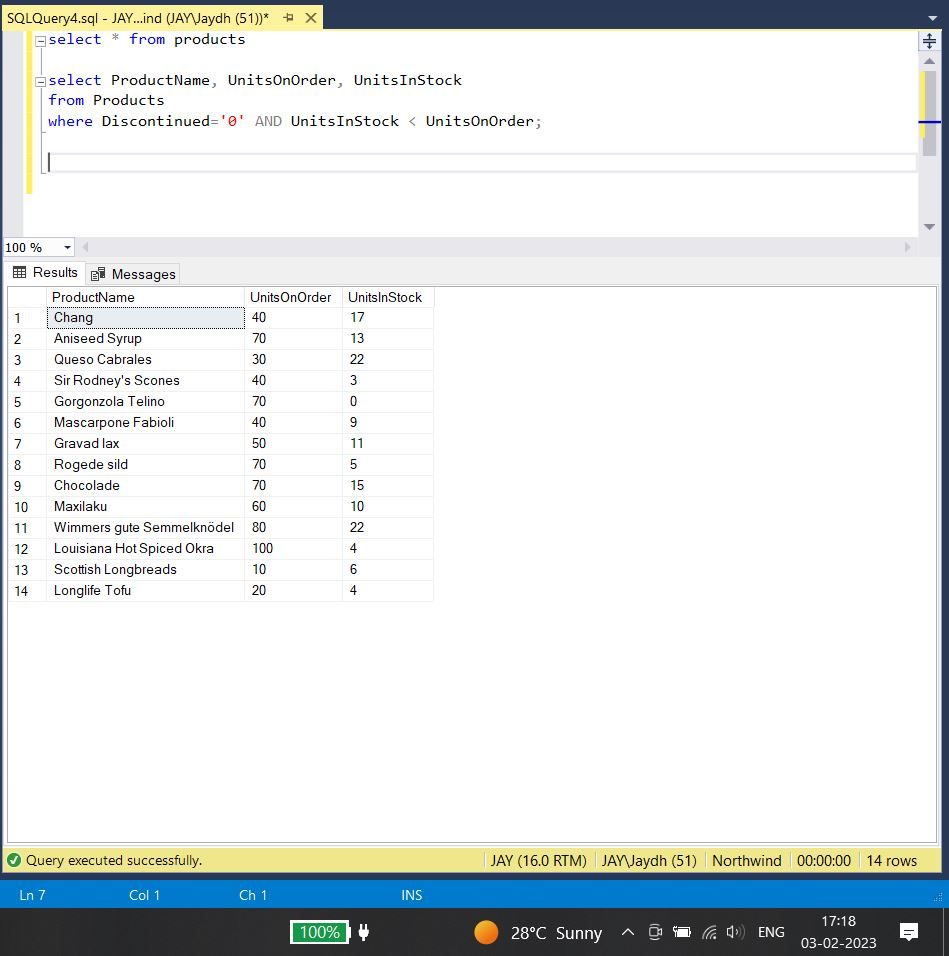 SQLQuery4.sql - JAY...ind (JAY\Jaydh (51))*
select * from products
select ProductName, UnitsOnOrder, UnitsInStock
from Products
where Discontinued='0' AND UnitsInStock < UnitsOnOrder;
100 %
Results Messages
ProductName UnitsOnOrder UnitsInStock
1 Chang 40 17
2 Aniseed Syrup 70 13
3 Queso Cabrales 30 22
4 Sir Rodney's Scones 40 3
5 Gorgonzola Telino 70 0
6 Mascarpone Fabioli 40 9
7 Gravad lax 50 11
8 Rogede sild 70 5
9 Chocolade 70 15
10 Maxilaku 60 10
11 Wimmers gute Semmelknödel 80 22
12 Louisiana Hot Spiced Okra 100 4
13 Scottish Longbreads 10 6
14 Longlife Tofu 20 4
Query executed successfully. JAY (16.0 RTM) JAY\Jaydh (51) Northwind 00:00:00 14 rows
Ln 7 Col 1 Ch 1 INS
100% 28°C Sunny ENG 17:18
03-02-2023